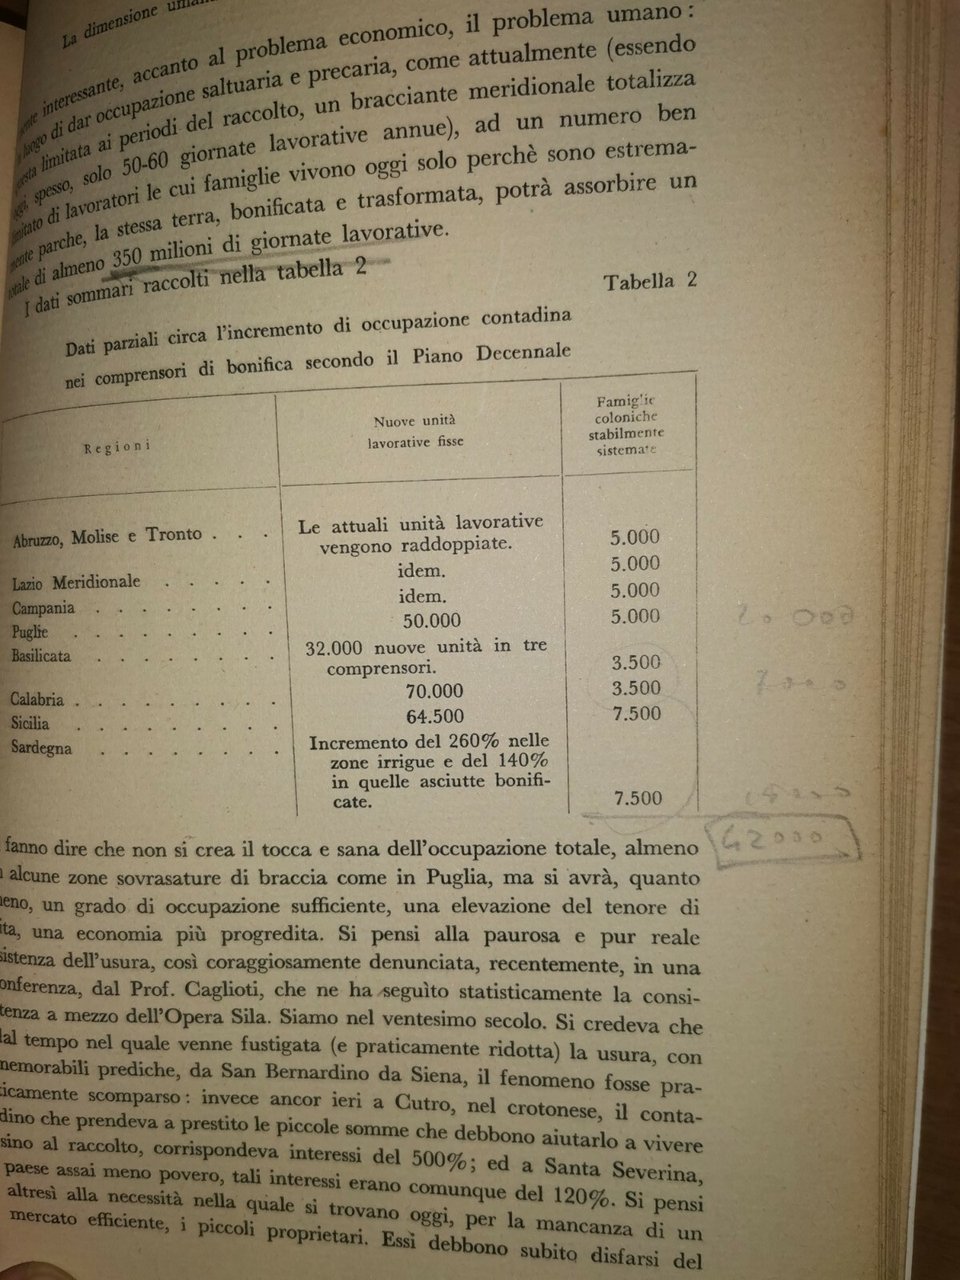 La dimensione
interessante, accanto al problema economico, il problema umano :
di dar occupazione saltuaria e precaria, come attualmente (essendo
limitata ai periodi del raccolto, un bracciante meridionale totalizza
oggi, spesso, solo 50-60 giornate lavorative annue), ad un numero ben
di lavoratori le cui famiglie vivono oggi solo perchè sono estrema-
mente parche, la stessa terra, bonificata e trasformata, potrà assorbire un
totale di almeno 350 milioni di giornate lavorative.
I dati sommari raccolti nella tabella 2
Tabella 2
Dati parziali circa l'incremento di occupazione contadina
nei comprensori di bonifica secondo il Piano Decennale
Regioni
Nuove unità
lavorative fisse
Famiglie
coloniche
stabilmente
sistemate
Abruzzo, Molise e Tronto . . .
Le attuali unità lavorative
vengono raddoppiate.
5.000
Lazio Meridionale . . . . .
idem.
5.000
Campania . . . . . . . .
idem.
5.000
Puglie . . . . . . . . .
50.000
5.000
Basilicata . . . . . . . .
32.000 nuove unità in tre
comprensori.
3.500
Calabria . . . . . . . . .
70.000
3.500
Sicilia . . . . . . . . .
64.500
7.500
Sardegna . . . . . . . .
Incremento del 260% nelle
zone irrigue e del 140%
in quelle asciutte bonifi-
cate.
7.500
7000
42000
fanno dire che non si crea il tocca e sana dell'occupazione totale, almeno
alcune zone sovrasature di braccia come in Puglia, ma si avrà, quanto
meno, un grado di occupazione sufficiente, una elevazione del tenore di
vita, una economia più progredita. Si pensi alla paurosa e pur reale
sistenza dell'usura, così coraggiosamente denunciata, recentemente, in una
onferenza, dal Prof. Caglioti, che ne ha seguìto statisticamente la consi-
tenza a mezzo dell'Opera Sila. Siamo nel ventesimo secolo. Si credeva che
dal tempo nel quale venne fustigata (e praticamente ridotta) la usura, con
memorabili prediche, da San Bernardino da Siena, il fenomeno fosse pra-
ticamente scomparso : invece ancor ieri a Cutro, nel crotonese, il conta-
dino che prendeva a prestito le piccole somme che debbono aiutarlo a vivere
sino al raccolto, corrispondeva interessi del 500% ; ed a Santa Severina,
paese assai meno povero, tali interessi erano comunque del 120%. Si pensi
altresì alla necessità nella quale si trovano oggi, per la mancanza di un
mercato efficiente, i piccoli proprietari. Essi debbono subito disfarsi del